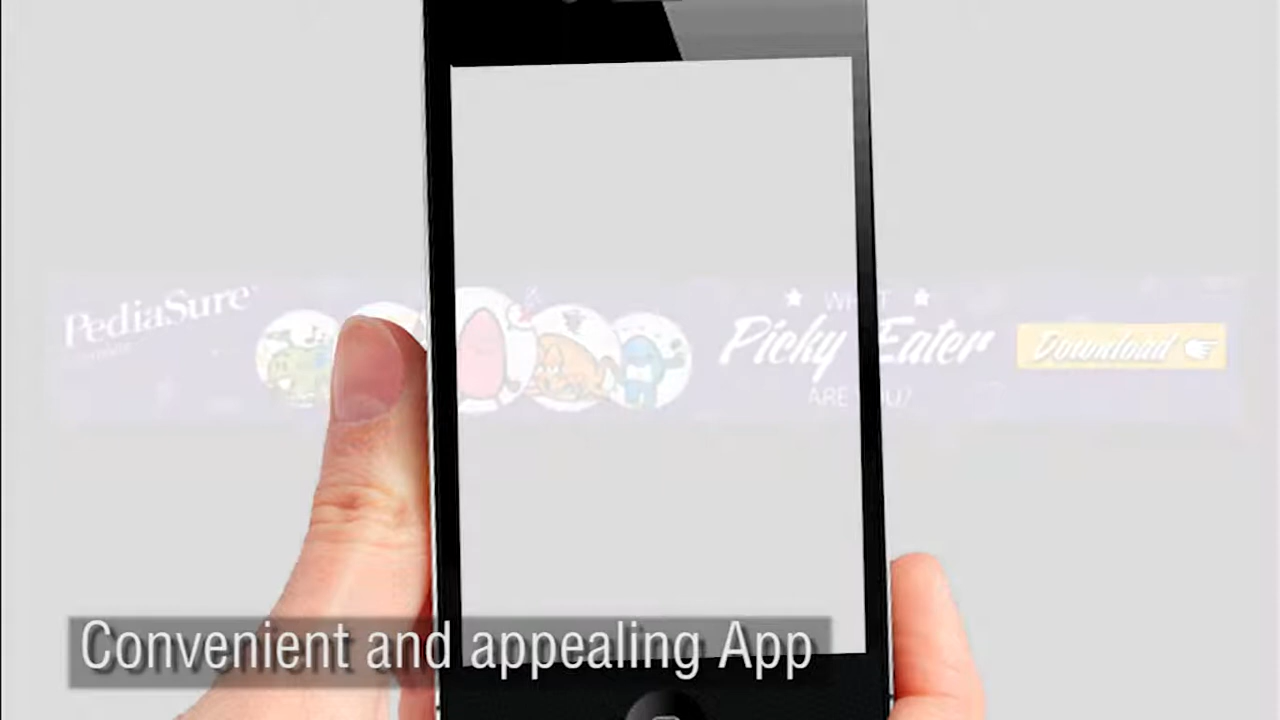 PediaSure
WHAT
Picky Eater
ARE YOU?
Download
Convenient and appealing App